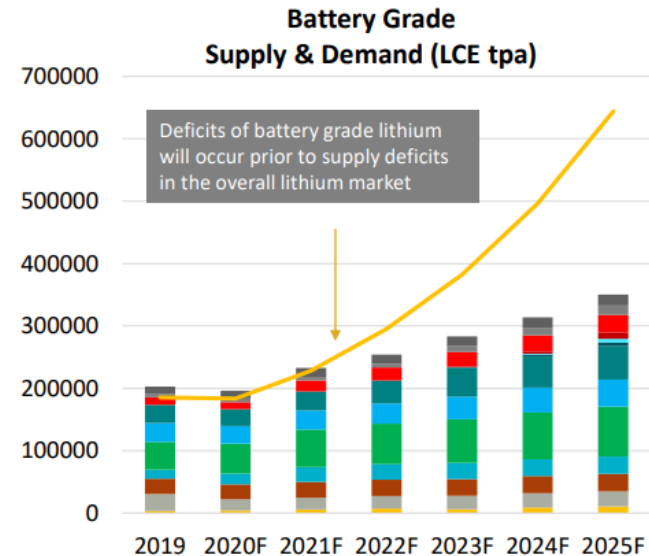 Battery Grade
Supply & Demand (LCE tpa)
700000
600000
500000
400000
300000
200000
100000
0
Deficits of battery grade lithium
will occur prior to supply deficits
in the overall lithium market
2019 2020F 2021F 2022F 2023F 2024F 2025F